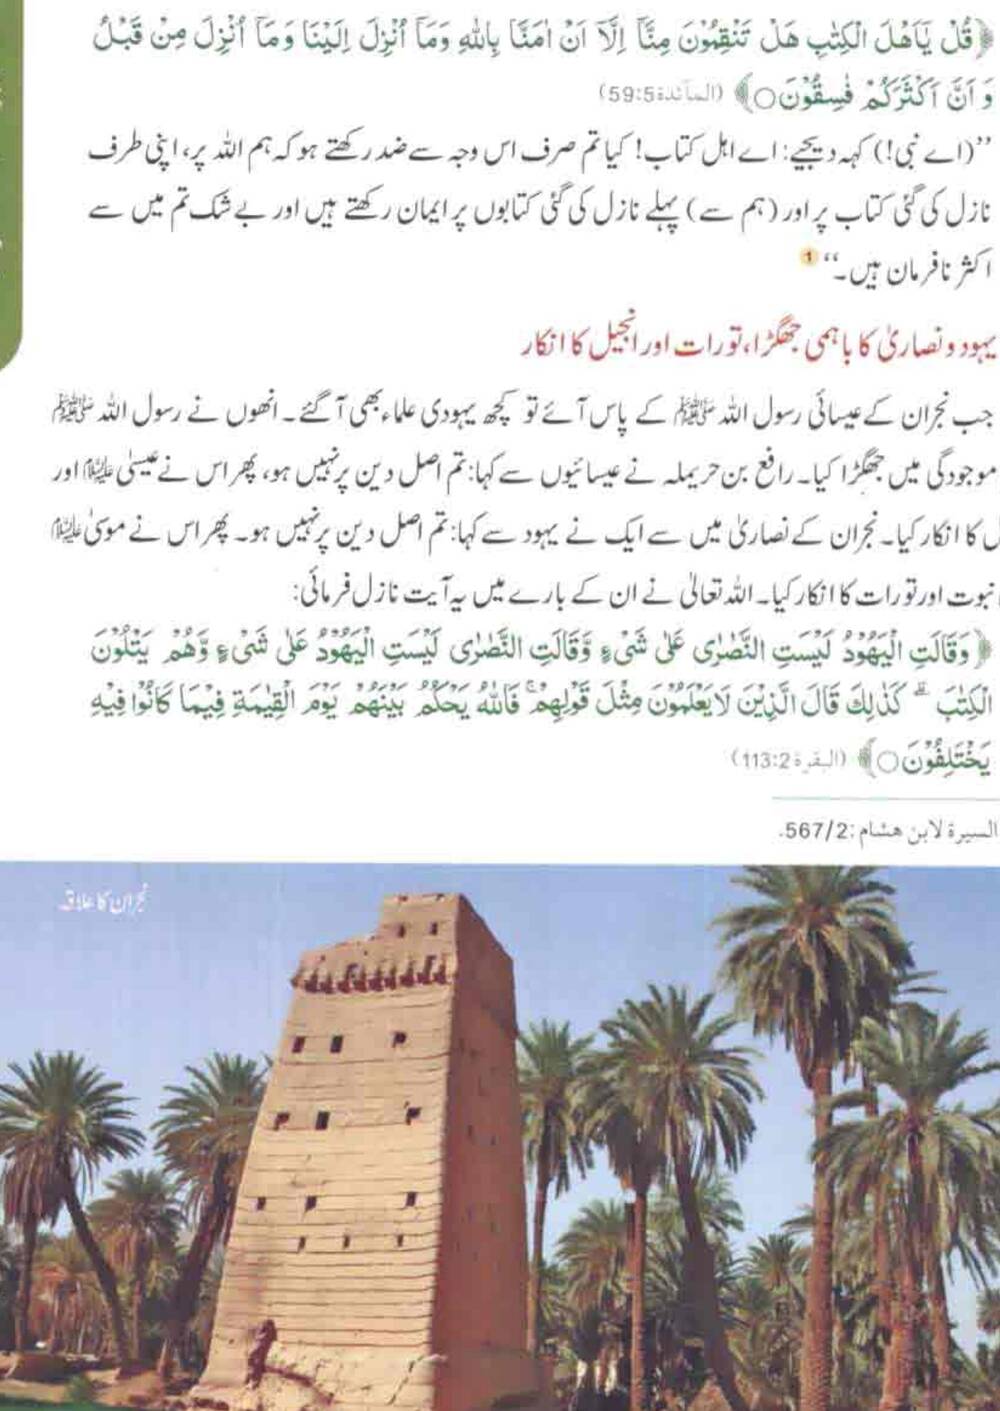 ﴿قُلْ يٰۤاَهْلَ الْكِتٰبِ هَلْ تَنْقِمُوْنَ مِنَّاۤ اِلَّاۤ اَنْ اٰمَنَّا بِاللّٰهِ وَمَاۤ اُنْزِلَ اِلَيْنَا وَمَاۤ اُنْزِلَ مِنْ قَبْلُ
وَ اَنَّ اَكْثَرَكُمْ فٰسِقُوْنَ○﴾ (المآئدة 59:5)
’’(اے نبی!) کہہ دیجیے: اے اہل کتاب! کیا تم صرف اس وجہ سے ضد رکھتے ہو کہ ہم اللہ پر، اپنی طرف
نازل کی گئی کتاب پر اور (ہم سے) پہلے نازل کی گئی کتابوں پر ایمان رکھتے ہیں اور بے شک تم میں سے
اکثر نافرمان ہیں۔‘‘ 1
یہود و نصاریٰ کا باہمی جھگڑا، تورات اور انجیل کا انکار
جب نجران کے عیسائی رسول اللہ ﷺ کے پاس آئے تو کچھ یہودی علماء بھی آ گئے۔ انھوں نے رسول اللہ ﷺ
موجودگی میں جھگڑا کیا۔ رافع بن حریملہ نے عیسائیوں سے کہا: تم اصل دین پر نہیں ہو، پھر اس نے عیسیٰ علیہ السلام اور
کا انکار کیا۔ نجران کے نصاریٰ میں سے ایک نے یہود سے کہا: تم اصل دین پر نہیں ہو۔ پھر اس نے موسیٰ علیہ السلام
نبوت اور تورات کا انکار کیا۔ اللہ تعالیٰ نے ان کے بارے میں یہ آیت نازل فرمائی:
﴿وَقَالَتِ الْيَهُوْدُ لَيْسَتِ النَّصٰرٰى عَلٰى شَىْءٍ وَّقَالَتِ النَّصٰرٰى لَيْسَتِ الْيَهُوْدُ عَلٰى شَىْءٍ وَّهُمْ يَتْلُوْنَ
الْكِتٰبَ ؕ كَذٰلِكَ قَالَ الَّذِيْنَ لَا يَعْلَمُوْنَ مِثْلَ قَوْلِهِمْ ۚ فَاللّٰهُ يَحْكُمُ بَيْنَهُمْ يَوْمَ الْقِيٰمَةِ فِيْمَا كَانُوْا فِيْهِ
يَخْتَلِفُوْنَ○﴾ (البقرة 113:2)
السيرة لابن هشام: 567/2.
نجران کا علاقہ